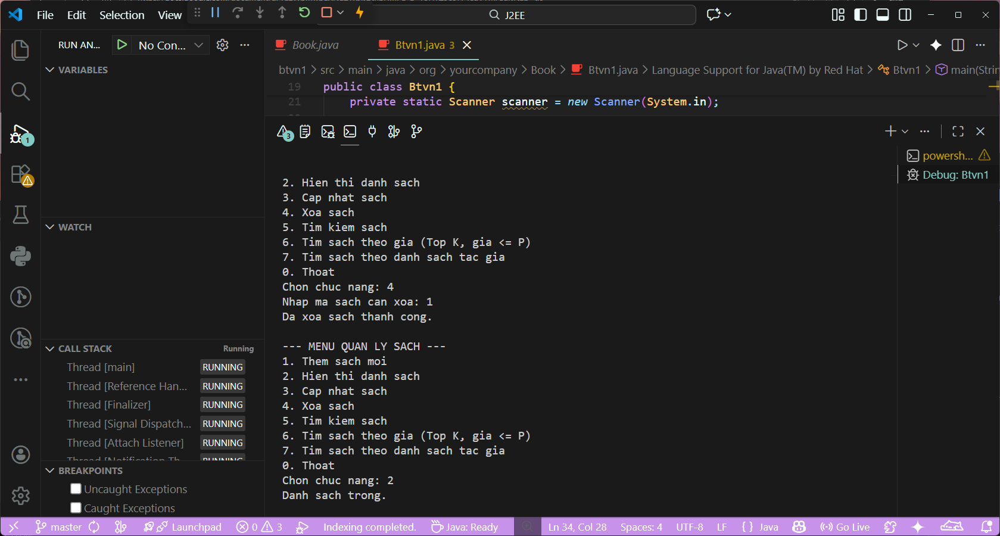 File Edit Selection View J2EE
RUN AN... No Con...
VARIABLES
WATCH
CALL STACK Running
Thread [main] RUNNING
Thread [Reference Han... RUNNING
Thread [Finalizer] RUNNING
Thread [Signal Dispatch... RUNNING
Thread [Attach Listener] RUNNING
Thread [Notification Th... RUNNING
BREAKPOINTS
Uncaught Exceptions
Caught Exceptions
Book.java Btvn1.java 3
btvn1 > src > main > java > org > yourcompany > Book > Btvn1.java > Language Support for Java(TM) by Red Hat > Btvn1 > main(Strin
19 public class Btvn1 {
21 private static Scanner scanner = new Scanner(System.in);
3
powersh...
Debug: Btvn1
2. Hien thi danh sach
3. Cap nhat sach
4. Xoa sach
5. Tim kiem sach
6. Tim sach theo gia (Top K, gia <= P)
7. Tim sach theo danh sach tac gia
0. Thoat
Chon chuc nang: 4
Nhap ma sach can xoa: 1
Da xoa sach thanh cong.
--- MENU QUAN LY SACH ---
1. Them sach moi
2. Hien thi danh sach
3. Cap nhat sach
4. Xoa sach
5. Tim kiem sach
6. Tim sach theo gia (Top K, gia <= P)
7. Tim sach theo danh sach tac gia
0. Thoat
Chon chuc nang: 2
Danh sach trong.
1
master Launchpad 0 3 Indexing completed. Java: Ready Ln 34, Col 28 Spaces: 4 UTF-8 LF { } Java Go Live